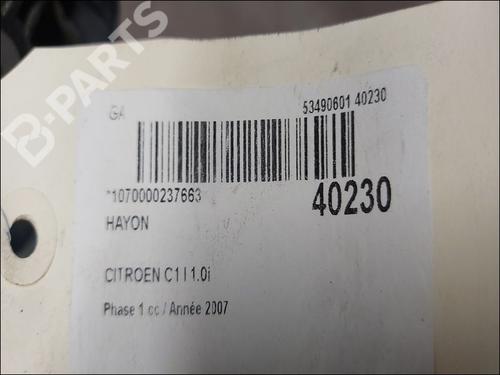 B-PARTS
GA
53490601 40230
*1070000237663
40230
HAYON
CITROEN C1 I 1.0i
Phase 1 cc / Année 2007